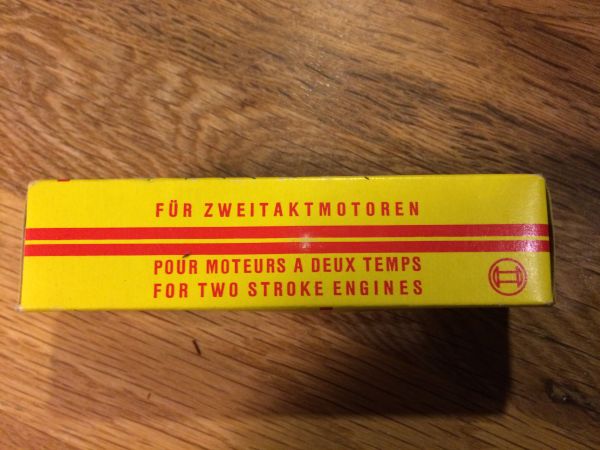 FÜR ZWEITAKTMOTOREN
POUR MOTEURS A DEUX TEMPS
FOR TWO STROKE ENGINES